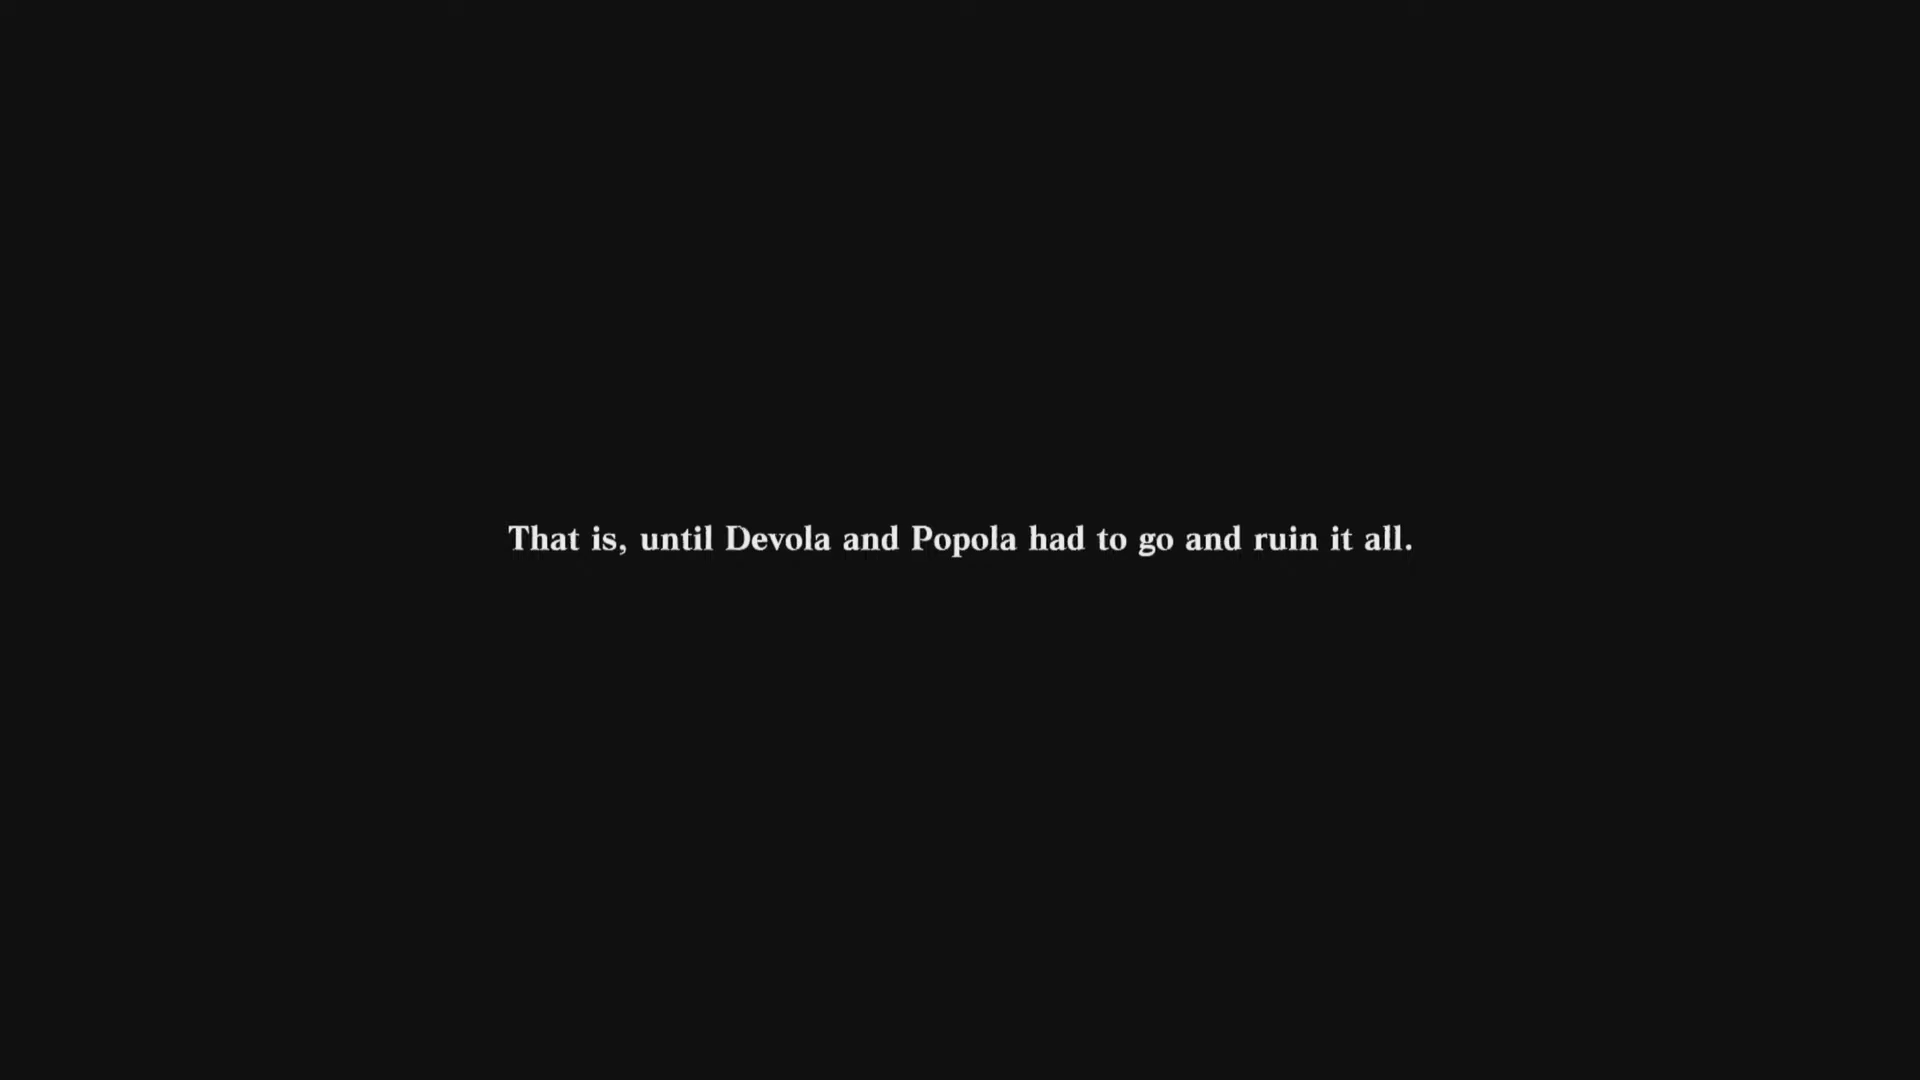 That is, until Devola and Popola had to go and ruin it all.